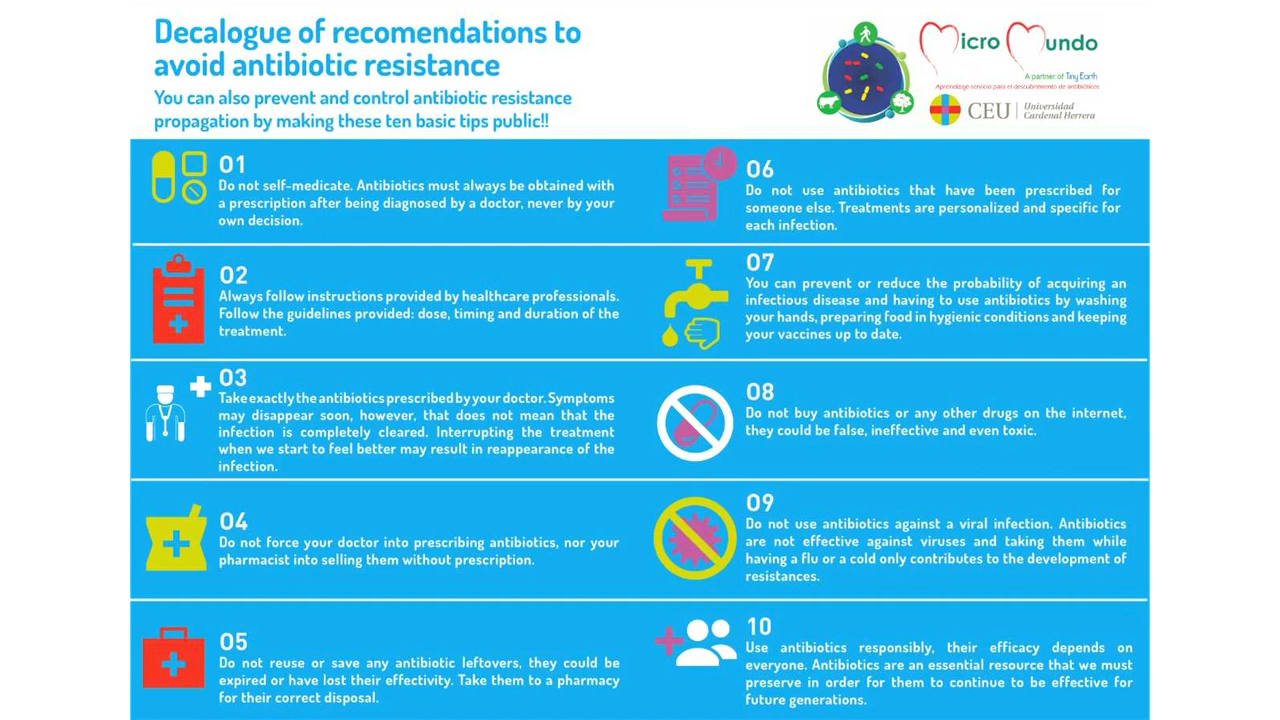 Decalogue of recomendations to
avoid antibiotic resistance
You can also prevent and control antibiotic resistance
propagation by making these ten basic tips public!!
Micro Mundo
A partner of Tiny Earth
Aprendizaje servicio para el descubrimiento de antibióticos
CEU
Universidad
Cardenal Herrera
01
Do not self-medicate. Antibiotics must always be obtained with
a prescription after being diagnosed by a doctor, never by your
own decision.
02
Always follow instructions provided by healthcare professionals.
Follow the guidelines provided: dose, timing and duration of the
treatment.
03
Take exactly the antibiotics prescribed by your doctor. Symptoms
may disappear soon, however, that does not mean that the
infection is completely cleared. Interrupting the treatment
when we start to feel better may result in reappearance of the
infection.
04
Do not force your doctor into prescribing antibiotics, nor your
pharmacist into selling them without prescription.
05
Do not reuse or save any antibiotic leftovers, they could be
expired or have lost their effectivity. Take them to a pharmacy
for their correct disposal.
06
Do not use antibiotics that have been prescribed for
someone else. Treatments are personalized and specific for
each infection.
07
You can prevent or reduce the probability of acquiring an
infectious disease and having to use antibiotics by washing
your hands, preparing food in hygienic conditions and keeping
your vaccines up to date.
08
Do not buy antibiotics or any other drugs on the internet,
they could be false, ineffective and even toxic.
09
Do not use antibiotics against a viral infection. Antibiotics
are not effective against viruses and taking them while
having a flu or a cold only contributes to the development of
resistances.
10
Use antibiotics responsibly, their efficacy depends on
everyone. Antibiotics are an essential resource that we must
preserve in order for them to continue to be effective for
future generations.